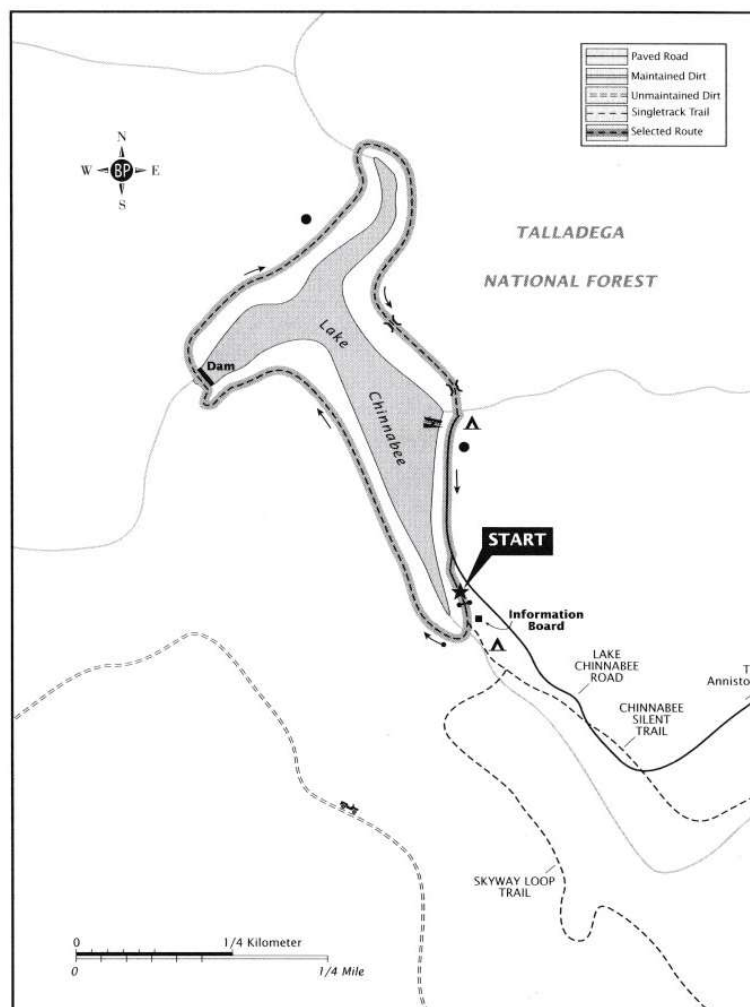 Paved Road
Maintained Dirt
Unmaintained Dirt
Singletrack Trail
Selected Route
N
W BP E
S
TALLADEGA
NATIONAL FOREST
Lake
Chinnabee
Dam
START
Information
Board
LAKE
CHINNABEE
ROAD
T
Annisto
CHINNABEE
SILENT
TRAIL
SKYWAY LOOP
TRAIL
0 1/4 Kilometer
0 1/4 Mile